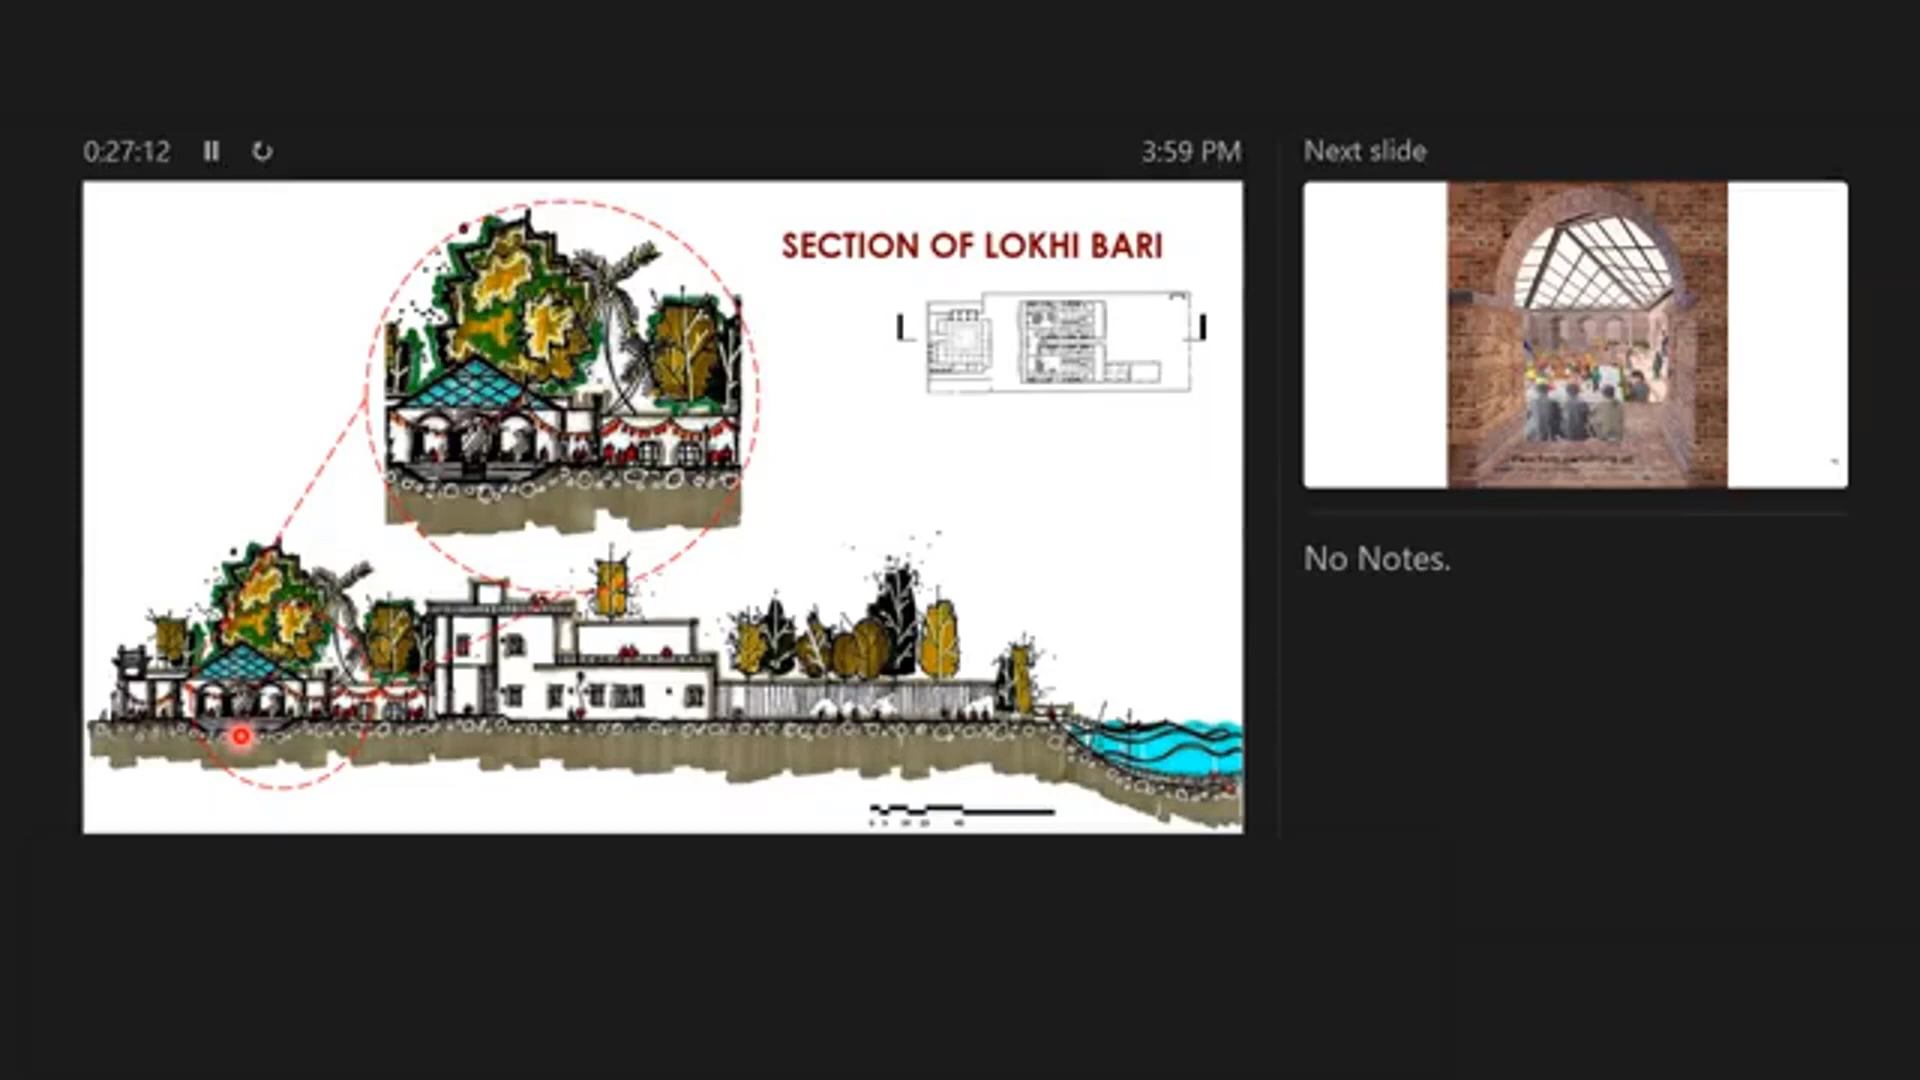 0:27:12
3:59 PM
Next slide
SECTION OF LOKHI BARI
No Notes.